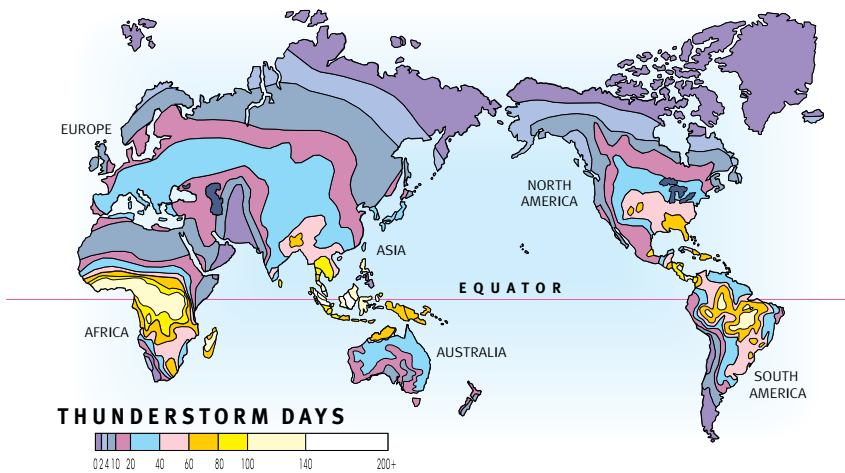 EUROPE
NORTH
AMERICA
ASIA
EQUATOR
AFRICA
AUSTRALIA
SOUTH
AMERICA
THUNDERSTORM DAYS
0 2 4 10 20 40 60 80 100 140 200+